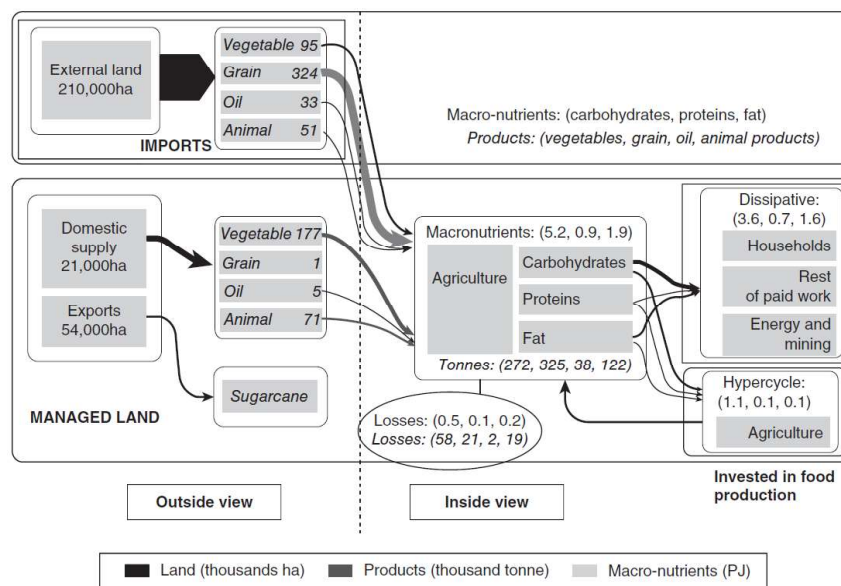 External land
210,000ha
IMPORTS
Vegetable 95
Grain 324
Oil 33
Animal 51
Macro-nutrients: (carbohydrates, proteins, fat)
Products: (vegetables, grain, oil, animal products)
Domestic
supply
21,000ha
Exports
54,000ha
MANAGED LAND
Vegetable 177
Grain 1
Oil 5
Animal 71
Sugarcane
Macronutrients: (5.2, 0.9, 1.9)
Agriculture
Carbohydrates
Proteins
Fat
Tonnes: (272, 325, 38, 122)
Losses: (0.5, 0.1, 0.2)
Losses: (58, 21, 2, 19)
Dissipative:
(3.6, 0.7, 1.6)
Households
Rest
of paid work
Energy and
mining
Hypercycle:
(1.1, 0.1, 0.1)
Agriculture
Invested in food
production
Outside view
Inside view
Land (thousands ha)
Products (thousand tonne)
Macro-nutrients (PJ)